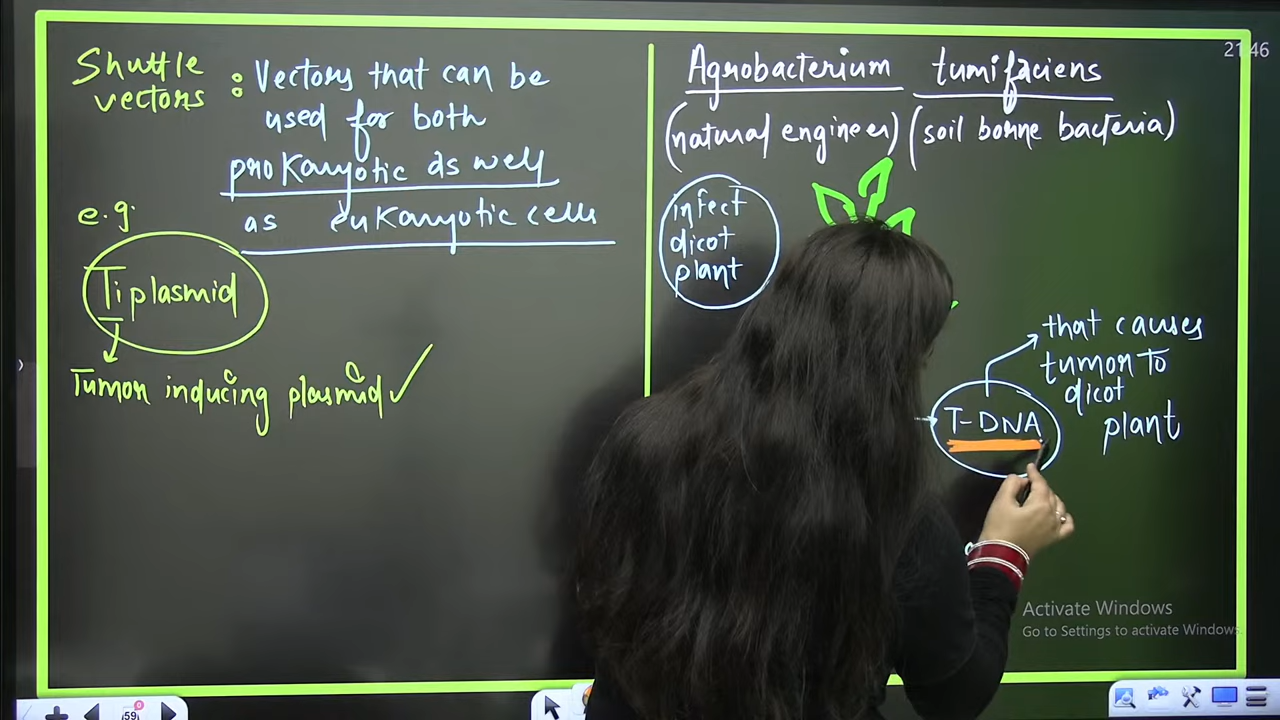 Shuttle
vectors :
Vectors that can be
used for both
proKaryotic as well
as euKaryotic cells
e.g.
Ti plasmid
Tumor inducing plasmid ✓
Agrobacterium tumifaciens
(natural engineer) (soil borne bacteria)
infect
dicot
plant
T-DNA
that causes
tumor to
dicot
plant
21:46
Activate Windows
Go to Settings to activate Windows.
59